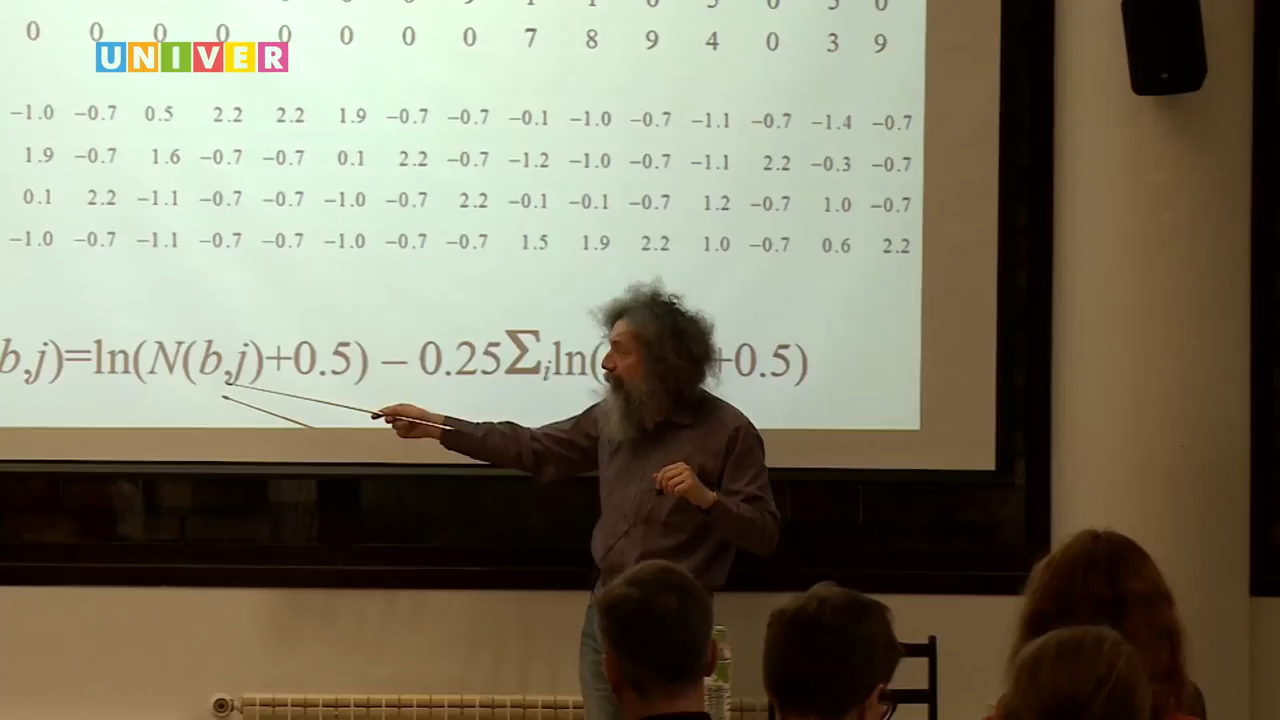 0 0 0 0 0 0 0 0 7 8 9 4 0 3 9
UNIVER
−1.0 −0.7 0.5 2.2 2.2 1.9 −0.7 −0.7 −0.1 −1.0 −0.7 −1.1 −0.7 −1.4 −0.7
1.9 −0.7 1.6 −0.7 −0.7 0.1 2.2 −0.7 −1.2 −1.0 −0.7 −1.1 2.2 −0.3 −0.7
0.1 2.2 −1.1 −0.7 −0.7 −1.0 −0.7 2.2 −0.1 −0.1 −0.7 1.2 −0.7 1.0 −0.7
−1.0 −0.7 −1.1 −0.7 −0.7 −1.0 −0.7 −0.7 1.5 1.9 2.2 1.0 −0.7 0.6 2.2
b,j)=ln(N(b,j)+0.5) – 0.25Σᵢln( +0.5)